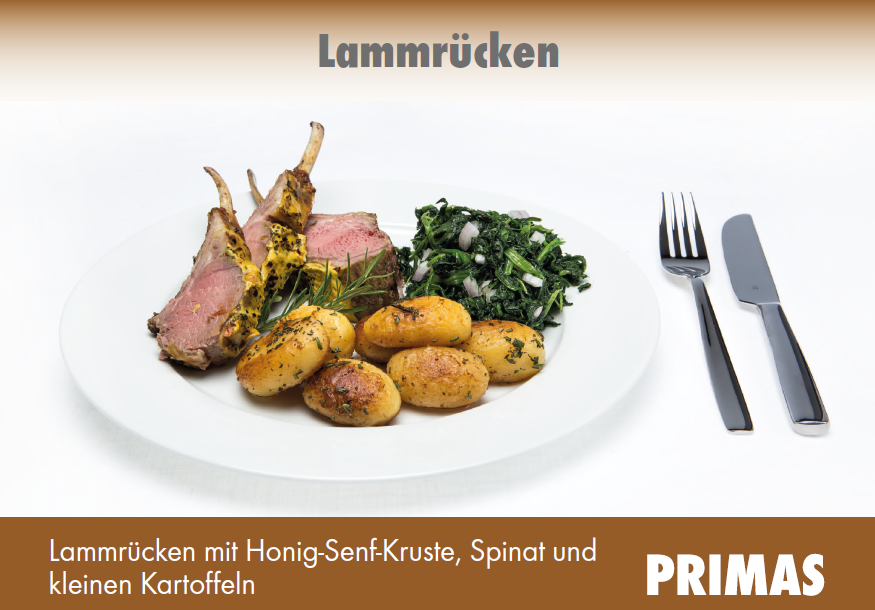 Lammrücken
Lammrücken mit Honig-Senf-Kruste, Spinat und
kleinen Kartoffeln
PRIMAS